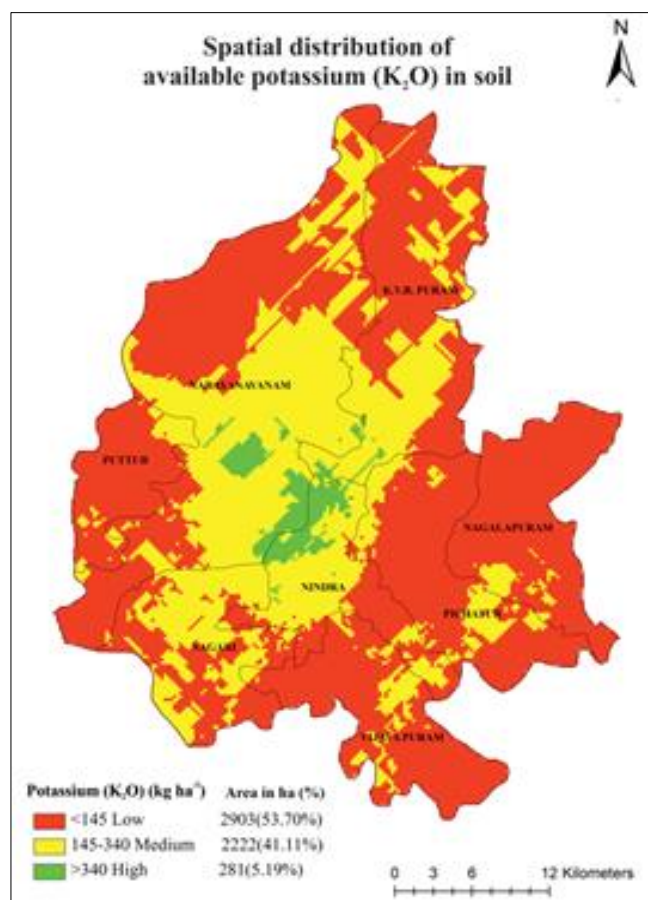 N
Spatial distribution of
available potassium (K₂O) in soil
K.V.B. PURAM
NARAYANAVANAM
PUTTUR
NAGALAPURAM
NINDRA
PICHATUR
NAGARI
VIJAYAPURAM
Potassium (K₂O) (kg ha⁻¹) Area in ha (%)
<145 Low 2903(53.70%)
145-340 Medium 2222(41.11%)
>340 High 281(5.19%)
0 3 6 12 Kilometers